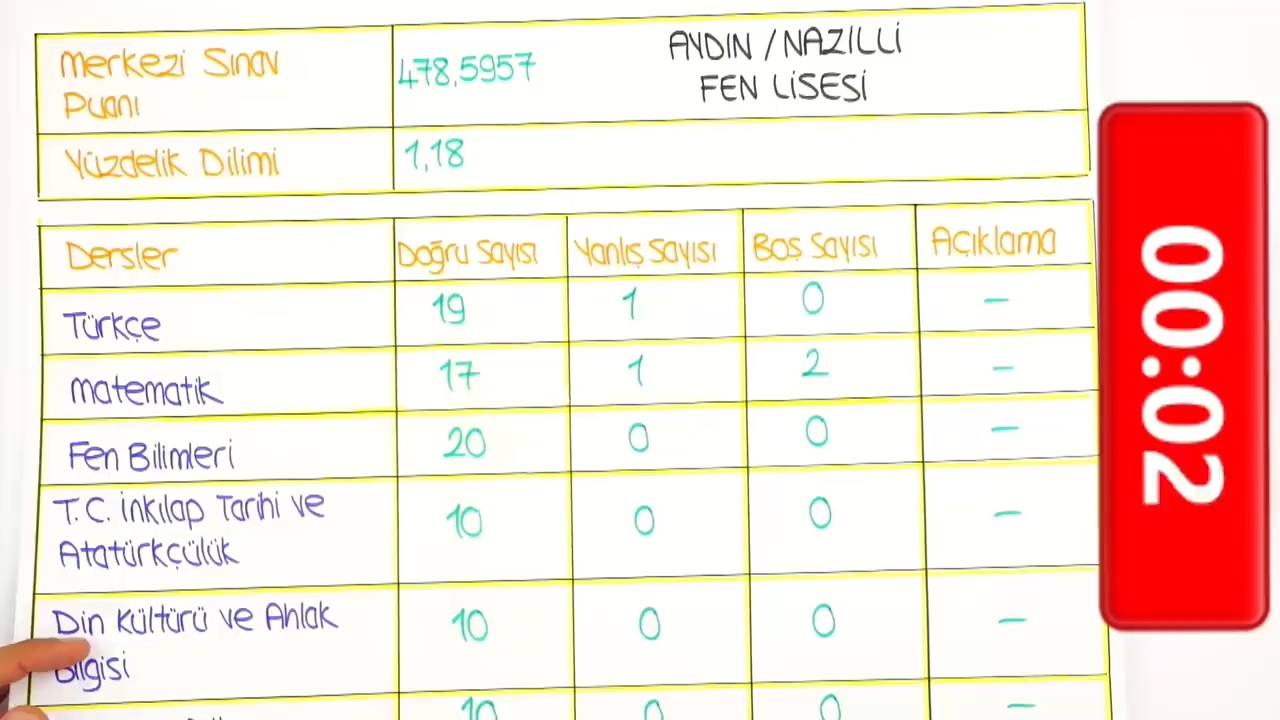 Merkezi Sınav
Puanı
478,5957
AYDIN / NAZİLLİ
FEN LİSESİ
Yüzdelik Dilimi
1,18
Dersler Doğru Sayısı Yanlış Sayısı Boş Sayısı Açıklama
Türkçe 19 1 0 –
Matematik 17 1 2 –
Fen Bilimleri 20 0 0 –
T.C. İnkılap Tarihi ve
Atatürkçülük
10 0 0 –
Din Kültürü ve Ahlak
Bilgisi
10 0 0 –
10 0 0 –
00:02